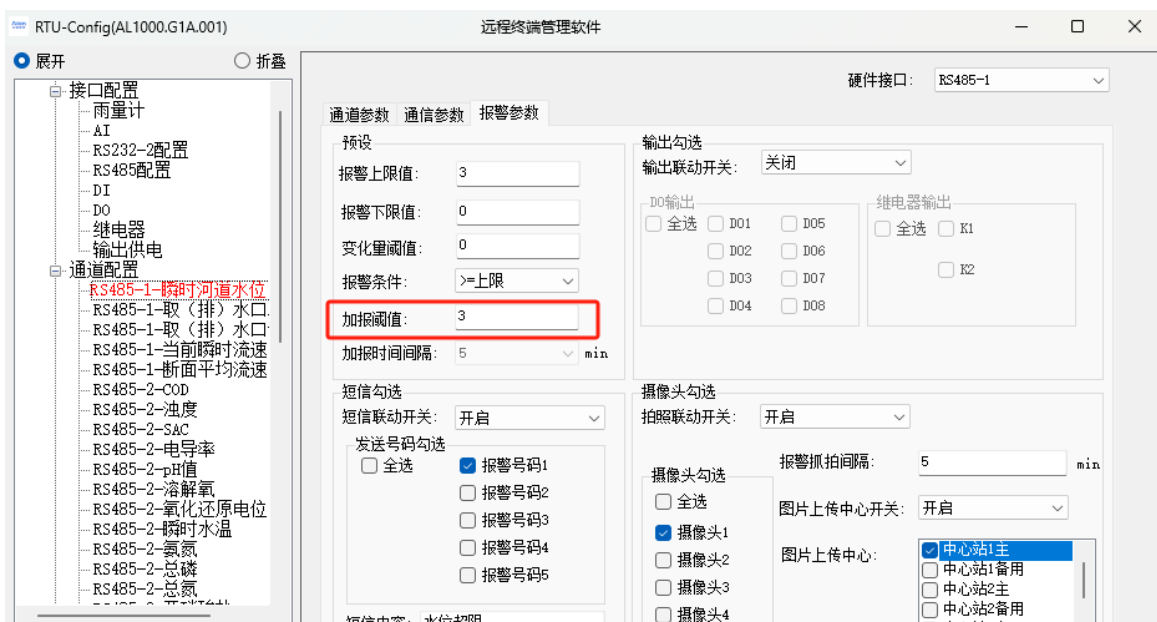 RTU-Config(AL1000.G1A.001)
远程终端管理软件
展开
折叠
接口配置
雨量计
AI
RS232-2配置
RS485配置
DI
DO
继电器
输出供电
通道配置
RS485-1-瞬时河道水位
RS485-1-取（排）水口
RS485-1-取（排）水口
RS485-1-当前瞬时流速
RS485-1-断面平均流速
RS485-2-COD
RS485-2-浊度
RS485-2-SAC
RS485-2-电导率
RS485-2-pH值
RS485-2-溶解氧
RS485-2-氧化还原电位
RS485-2-瞬时水温
RS485-2-氨氮
RS485-2-总磷
RS485-2-总氮
硬件接口: RS485-1
通道参数 通信参数 报警参数
预设
报警上限值: 3
报警下限值: 0
变化量阈值: 0
报警条件: >=上限
加报阈值: 3
加报时间间隔: 5 min
输出勾选
输出联动开关: 关闭
DO输出
全选 DO1 DO5
DO2 DO6
DO3 DO7
DO4 DO8
继电器输出
全选 K1
K2
短信勾选
短信联动开关: 开启
发送号码勾选
全选 报警号码1
报警号码2
报警号码3
报警号码4
报警号码5
短信内容: 水位超限
摄像头勾选
拍照联动开关: 开启
摄像头勾选
全选
摄像头1
摄像头2
摄像头3
摄像头4
报警抓拍间隔: 5 min
图片上传中心开关: 开启
图片上传中心: 中心站1主
中心站1备用
中心站2主
中心站2备用